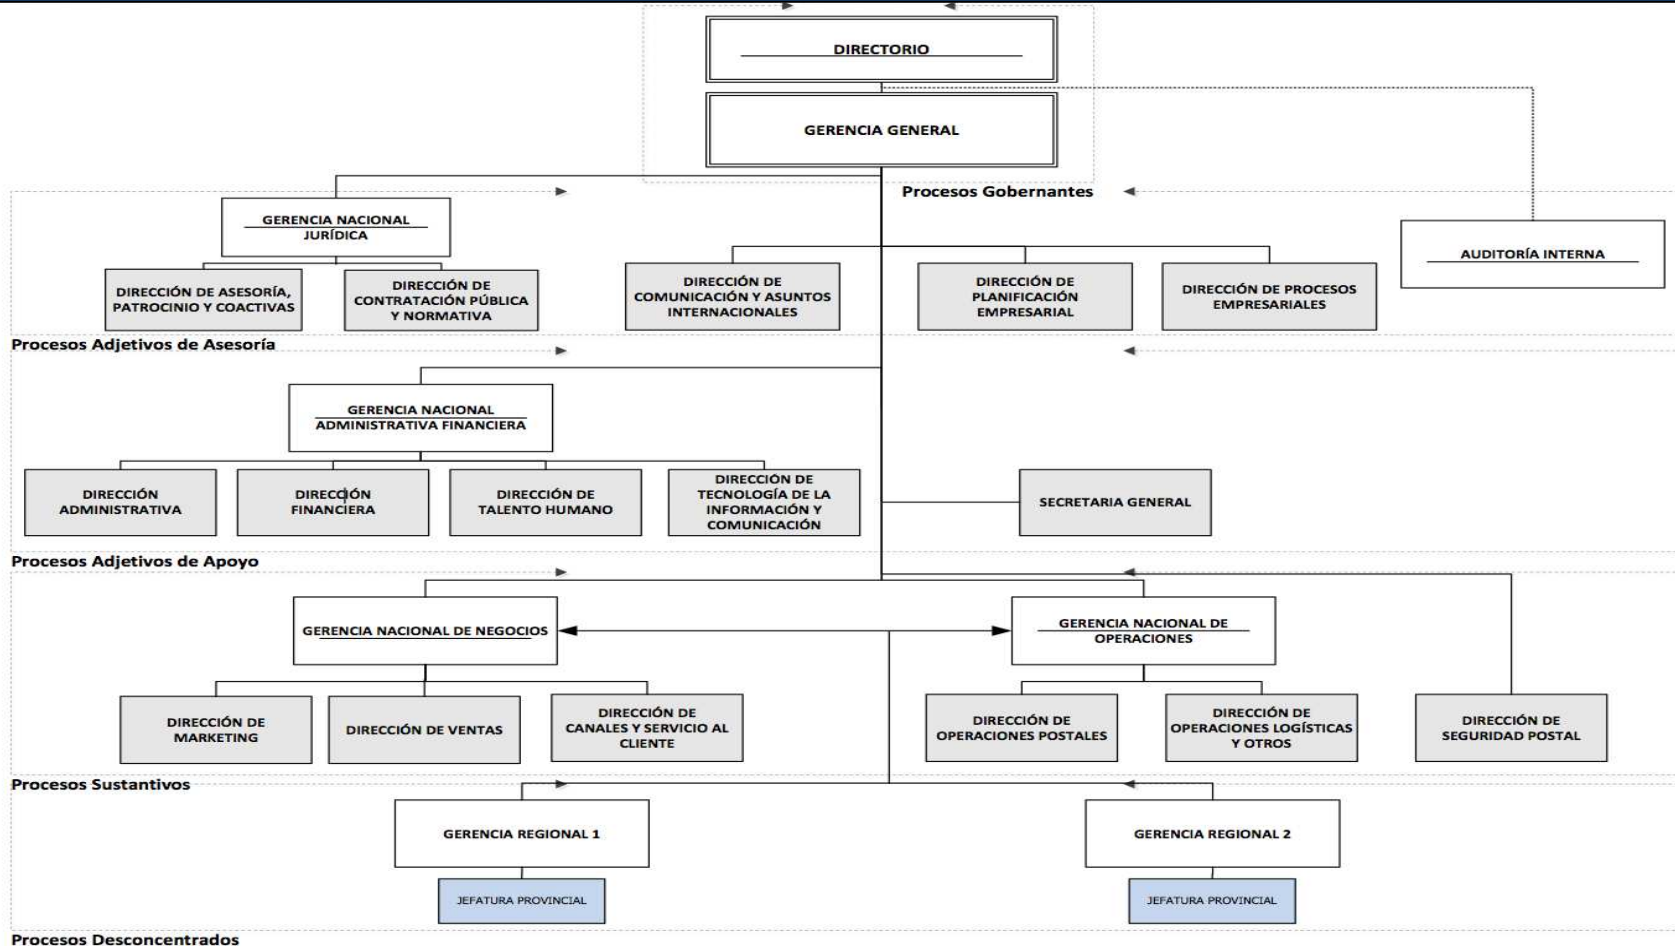 DIRECTORIO
GERENCIA GENERAL
Procesos Gobernantes
GERENCIA NACIONAL
JURÍDICA
AUDITORÍA INTERNA
DIRECCIÓN DE ASESORÍA,
PATROCINIO Y COACTIVAS
DIRECCIÓN DE
CONTRATACIÓN PÚBLICA
Y NORMATIVA
DIRECCIÓN DE
COMUNICACIÓN Y ASUNTOS
INTERNACIONALES
DIRECCIÓN DE
PLANIFICACIÓN
EMPRESARIAL
DIRECCIÓN DE PROCESOS
EMPRESARIALES
Procesos Adjetivos de Asesoría
GERENCIA NACIONAL
ADMINISTRATIVA FINANCIERA
DIRECCIÓN
ADMINISTRATIVA
DIRECCIÓN
FINANCIERA
DIRECCIÓN DE
TALENTO HUMANO
DIRECCIÓN DE
TECNOLOGÍA DE LA
INFORMACIÓN Y
COMUNICACIÓN
SECRETARIA GENERAL
Procesos Adjetivos de Apoyo
GERENCIA NACIONAL DE NEGOCIOS
GERENCIA NACIONAL DE
OPERACIONES
DIRECCIÓN DE
MARKETING
DIRECCIÓN DE VENTAS
DIRECCIÓN DE
CANALES Y SERVICIO AL
CLIENTE
DIRECCIÓN DE
OPERACIONES POSTALES
DIRECCIÓN DE
OPERACIONES LOGÍSTICAS
Y OTROS
DIRECCIÓN DE
SEGURIDAD POSTAL
Procesos Sustantivos
GERENCIA REGIONAL 1
GERENCIA REGIONAL 2
JEFATURA PROVINCIAL
JEFATURA PROVINCIAL
Procesos Desconcentrados